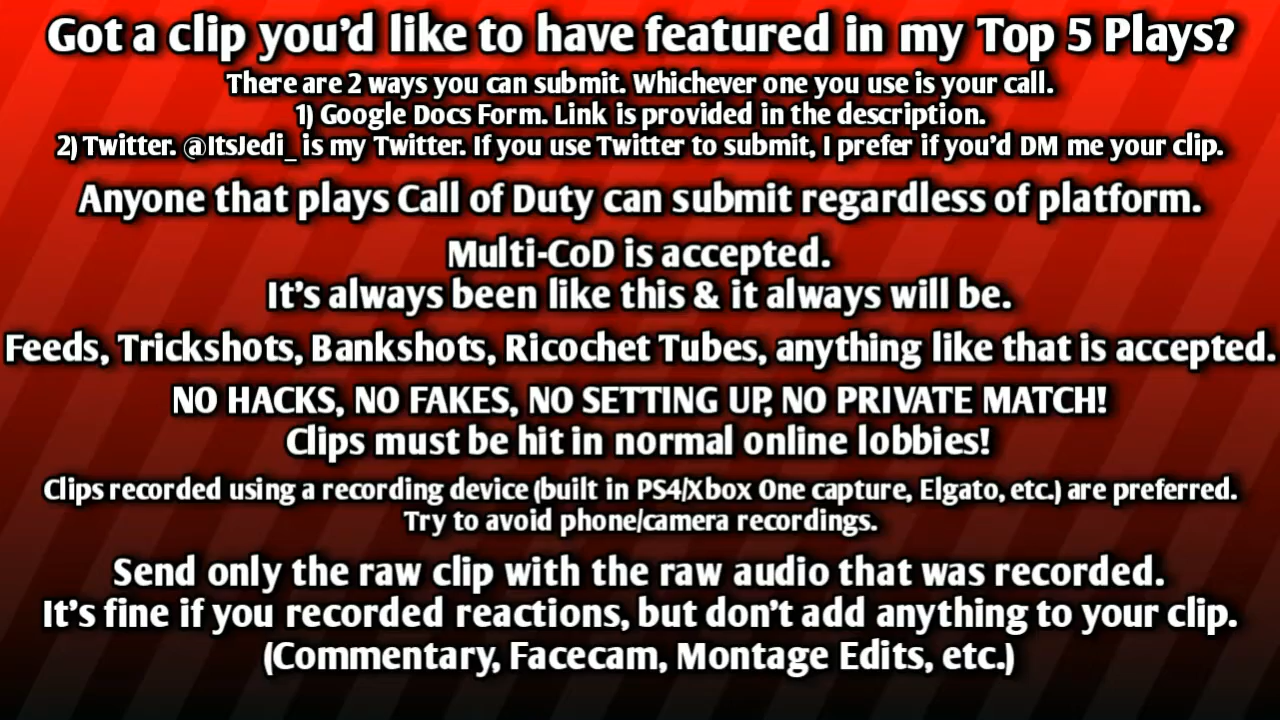 Got a clip you'd like to have featured in my Top 5 Plays?
There are 2 ways you can submit. Whichever one you use is your call.
1) Google Docs Form. Link is provided in the description.
2) Twitter. @ItsJedi_ is my Twitter. If you use Twitter to submit, I prefer if you'd DM me your clip.
Anyone that plays Call of Duty can submit regardless of platform.
Multi-CoD is accepted.
It's always been like this & it always will be.
Feeds, Trickshots, Bankshots, Ricochet Tubes, anything like that is accepted.
NO HACKS, NO FAKES, NO SETTING UP, NO PRIVATE MATCH!
Clips must be hit in normal online lobbies!
Clips recorded using a recording device (built in PS4/Xbox One capture, Elgato, etc.) are preferred.
Try to avoid phone/camera recordings.
Send only the raw clip with the raw audio that was recorded.
It's fine if you recorded reactions, but don't add anything to your clip.
(Commentary, Facecam, Montage Edits, etc.)